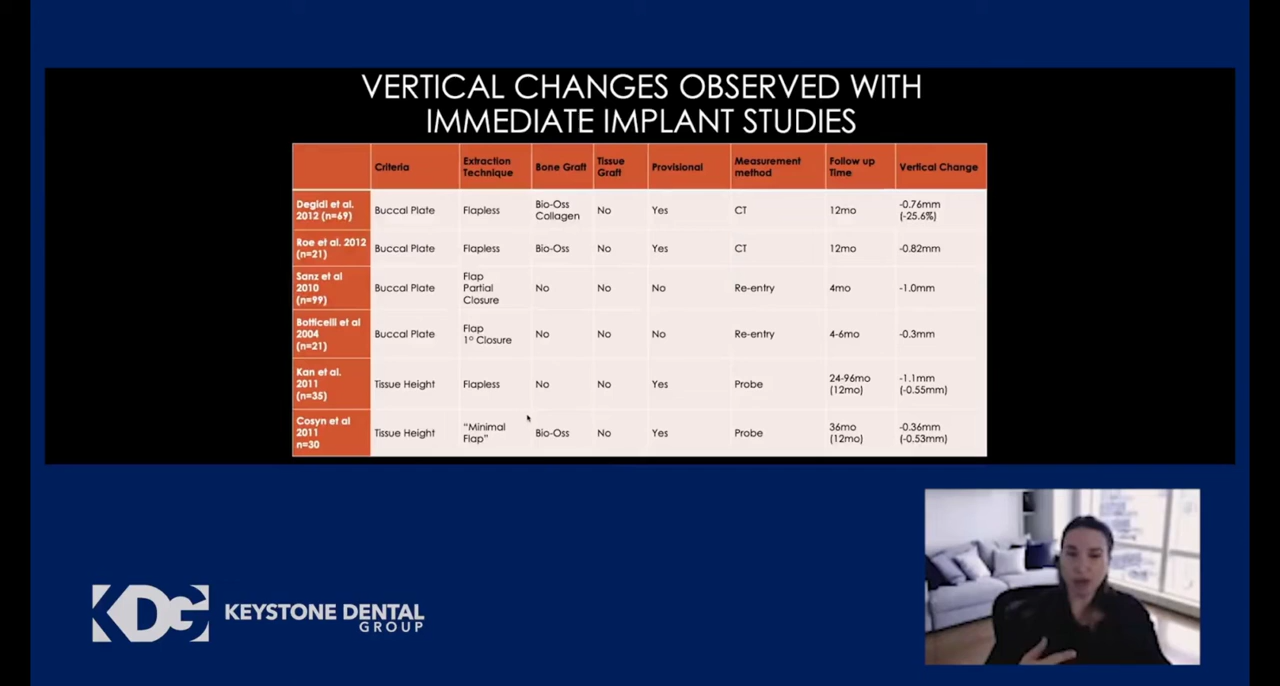 VERTICAL CHANGES OBSERVED WITH
IMMEDIATE IMPLANT STUDIES
Criteria
Extraction
Technique
Bone Graft
Tissue
Graft
Provisional
Measurement
method
Follow up
Time
Vertical Change
Degidi et al.
2012 (n=69)
Buccal Plate
Flapless
Bio-Oss
Collagen
No
Yes
CT
12mo
-0.76mm
(-25.6%)
Roe et al. 2012
(n=21)
Buccal Plate
Flapless
Bio-Oss
No
Yes
CT
12mo
-0.82mm
Sanz et al
2010
(n=99)
Buccal Plate
Flap
Partial
Closure
No
No
No
Re-entry
4mo
-1.0mm
Botticelli et al
2004
(n=21)
Buccal Plate
Flap
1º Closure
No
No
No
Re-entry
4-6mo
-0.3mm
Kan et al.
2011
(n=35)
Tissue Height
Flapless
No
No
Yes
Probe
24-96mo
(12mo)
-1.1mm
(-0.55mm)
Cosyn et al
2011
n=30
Tissue Height
"Minimal
Flap"
Bio-Oss
No
Yes
Probe
36mo
(12mo)
-0.36mm
(-0.53mm)
KDG
KEYSTONE DENTAL
GROUP